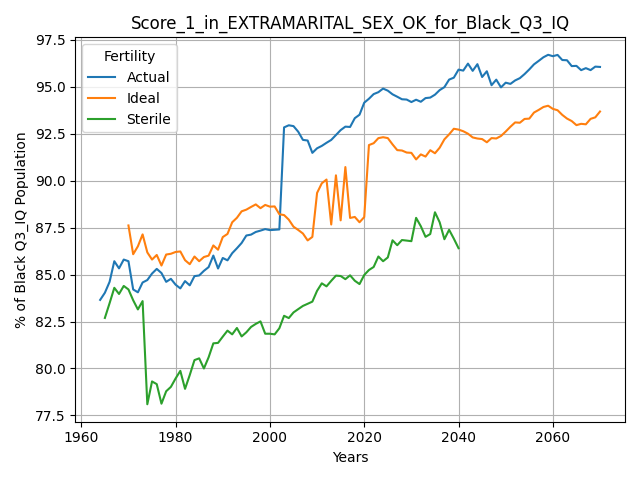 Score_1_in_EXTRAMARITAL_SEX_OK_for_Black_Q3_IQ
97.5
95.0
92.5
90.0
87.5
85.0
82.5
80.0
77.5
% of Black Q3_IQ Population
Fertility
Actual
Ideal
Sterile
1960
1980
2000
2020
2040
2060
Years